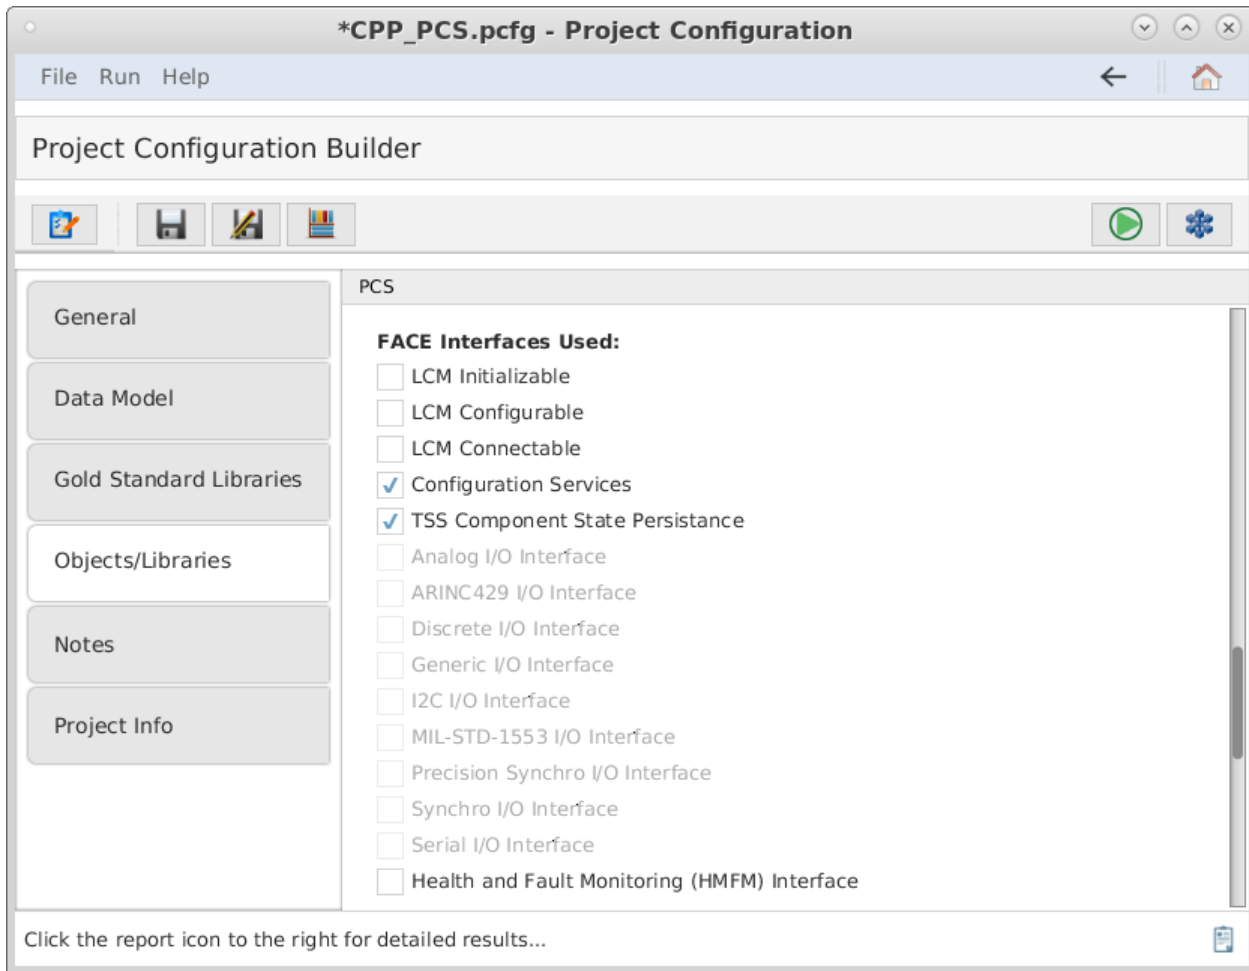 *CPP_PCS.pcfg - Project Configuration
File Run Help
Project Configuration Builder
General
Data Model
Gold Standard Libraries
Objects/Libraries
Notes
Project Info
PCS
FACE Interfaces Used:
LCM Initializable
LCM Configurable
LCM Connectable
Configuration Services
TSS Component State Persistance
Analog I/O Interface
ARINC429 I/O Interface
Discrete I/O Interface
Generic I/O Interface
I2C I/O Interface
MIL-STD-1553 I/O Interface
Precision Synchro I/O Interface
Synchro I/O Interface
Serial I/O Interface
Health and Fault Monitoring (HMFM) Interface
Click the report icon to the right for detailed results...